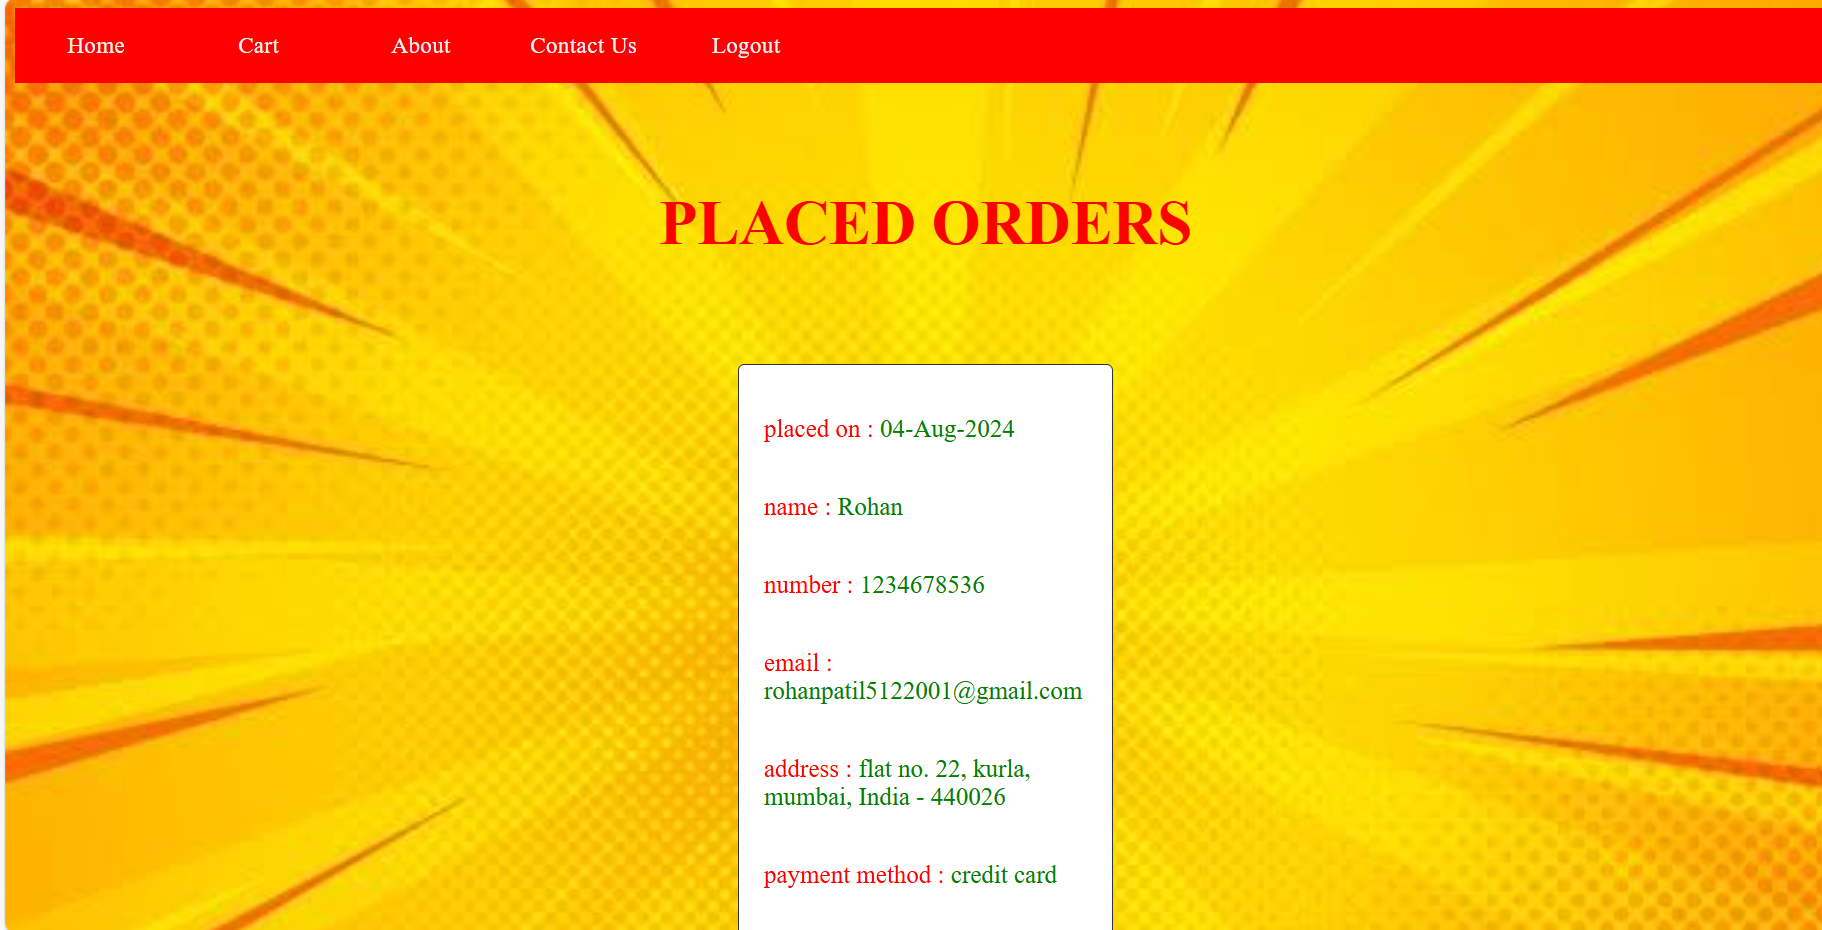 Home Cart About Contact Us Logout
PLACED ORDERS
placed on : 04-Aug-2024
name : Rohan
number : 1234678536
email :
rohanpatil5122001@gmail.com
address : flat no. 22, kurla,
mumbai, India - 440026
payment method : credit card